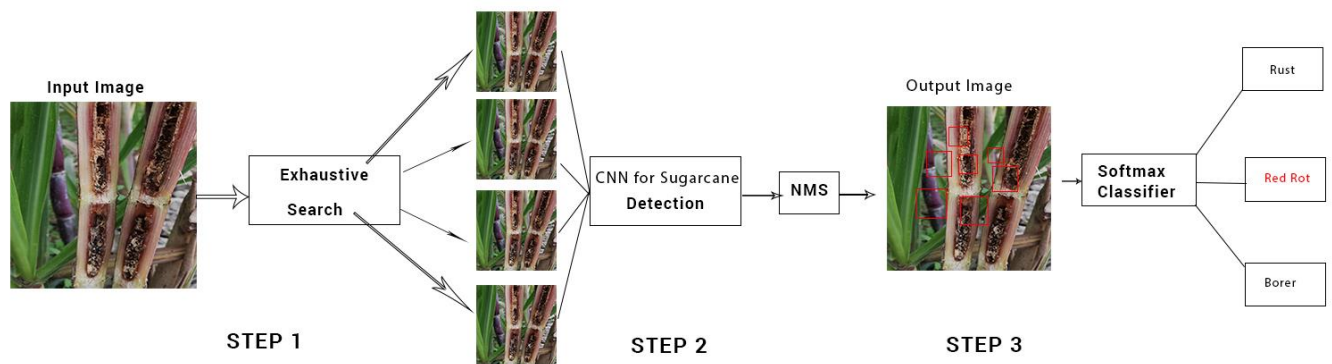 Input Image
Exhaustive
Search
STEP 1
CNN for Sugarcane
Detection
NMS
STEP 2
Output Image
Softmax
Classifier
Rust
Red Rot
Borer
STEP 3